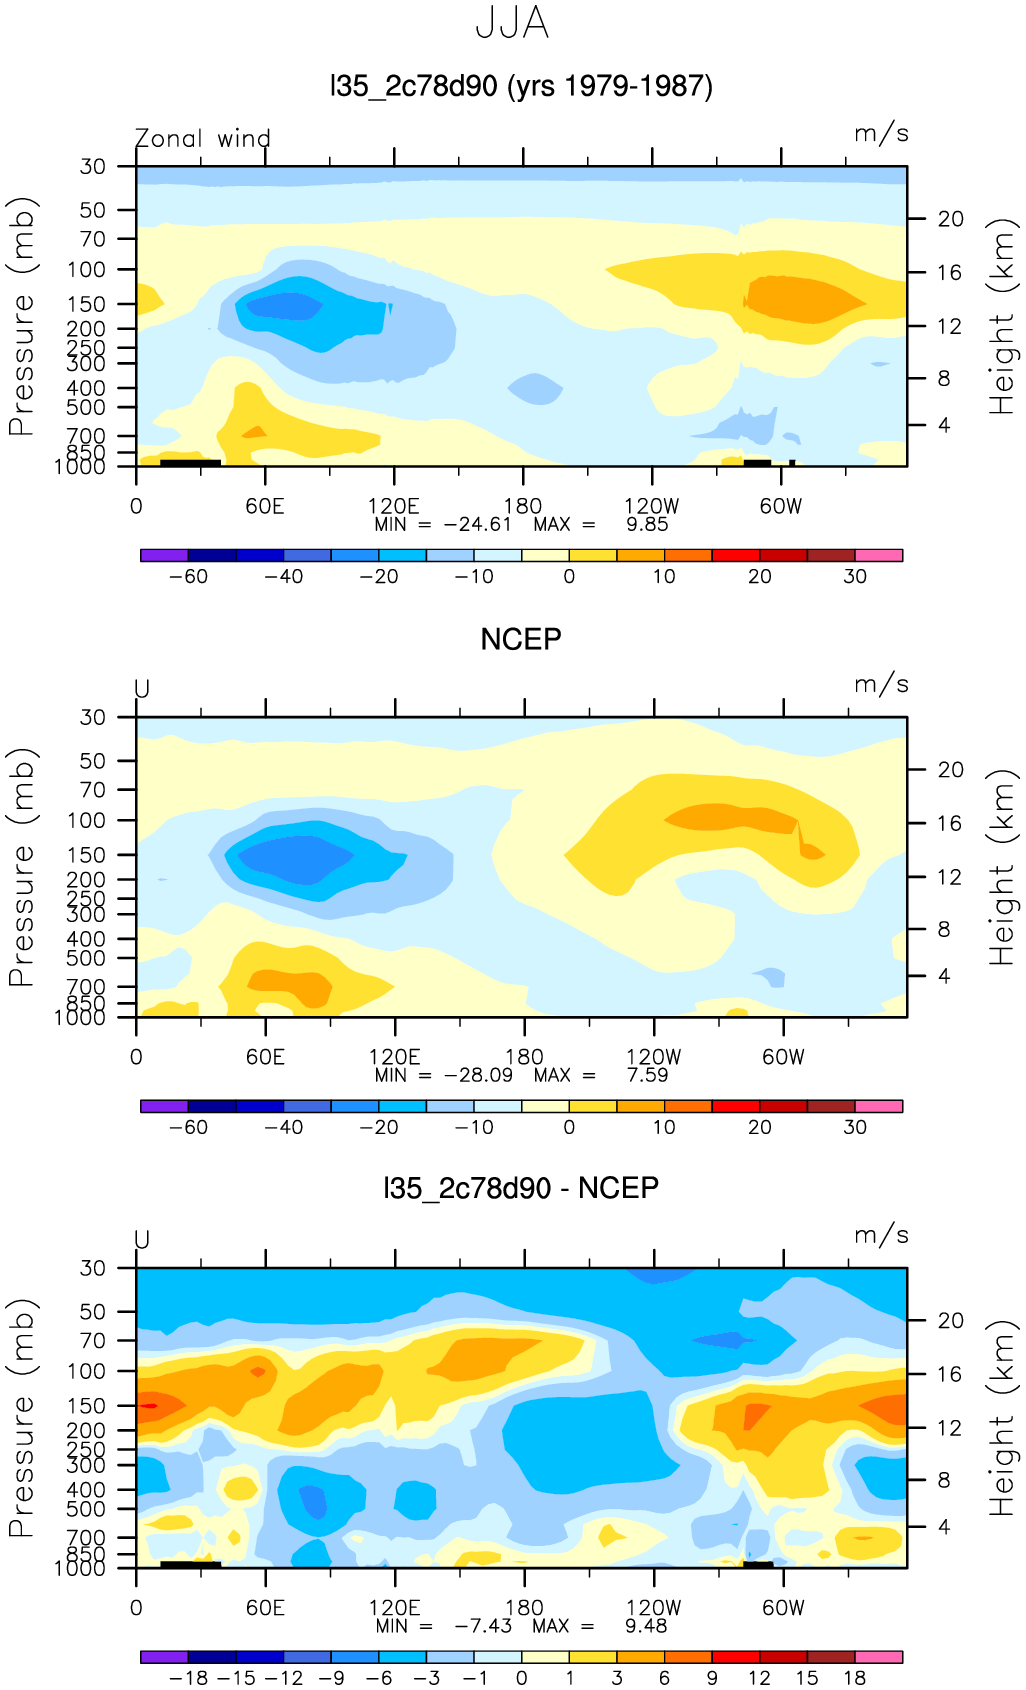 JJA
l35_2c78d90 (yrs 1979-1987)
Zonal wind m/s
Pressure (mb)
30
50
70
100
150
200
250
300
400
500
700
850
1000
20
16
12
8
4
Height (km)
0 60E 120E 180 120W 60W
MIN = -24.61 MAX = 9.85
-60 -40 -20 -10 0 10 20 30
NCEP
U m/s
Pressure (mb)
30
50
70
100
150
200
250
300
400
500
700
850
1000
20
16
12
8
4
Height (km)
0 60E 120E 180 120W 60W
MIN = -28.09 MAX = 7.59
-60 -40 -20 -10 0 10 20 30
l35_2c78d90 - NCEP
U m/s
Pressure (mb)
30
50
70
100
150
200
250
300
400
500
700
850
1000
20
16
12
8
4
Height (km)
0 60E 120E 180 120W 60W
MIN = -7.43 MAX = 9.48
-18 -15 -12 -9 -6 -3 -1 0 1 3 6 9 12 15 18